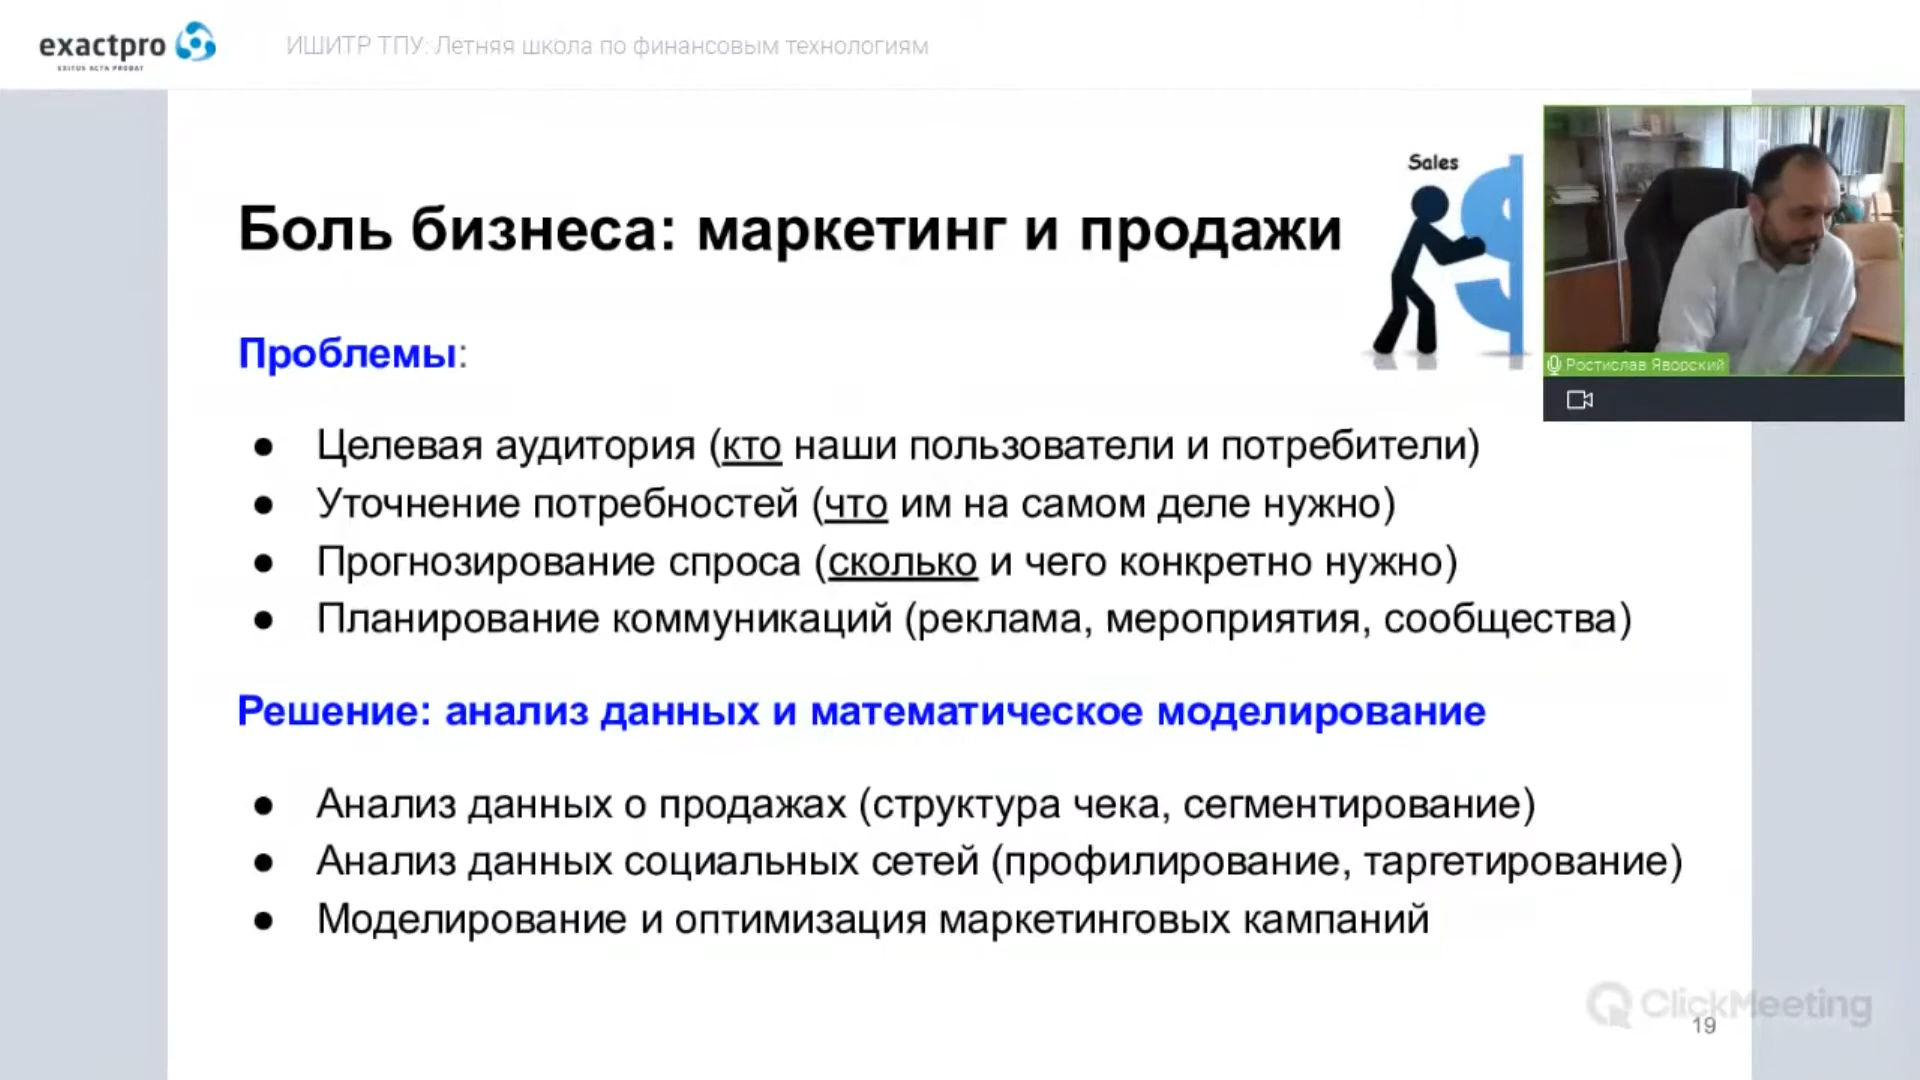 exactpro
EXITUS ACTA PROBAT
ИШИТР ТПУ: Летняя школа по финансовым технологиям
Sales
Боль бизнеса: маркетинг и продажи
Ростислав Яворский
Проблемы:
● Целевая аудитория (кто наши пользователи и потребители)
● Уточнение потребностей (что им на самом деле нужно)
● Прогнозирование спроса (сколько и чего конкретно нужно)
● Планирование коммуникаций (реклама, мероприятия, сообщества)
Решение: анализ данных и математическое моделирование
● Анализ данных о продажах (структура чека, сегментирование)
● Анализ данных социальных сетей (профилирование, таргетирование)
● Моделирование и оптимизация маркетинговых кампаний
ClickMeeting
19